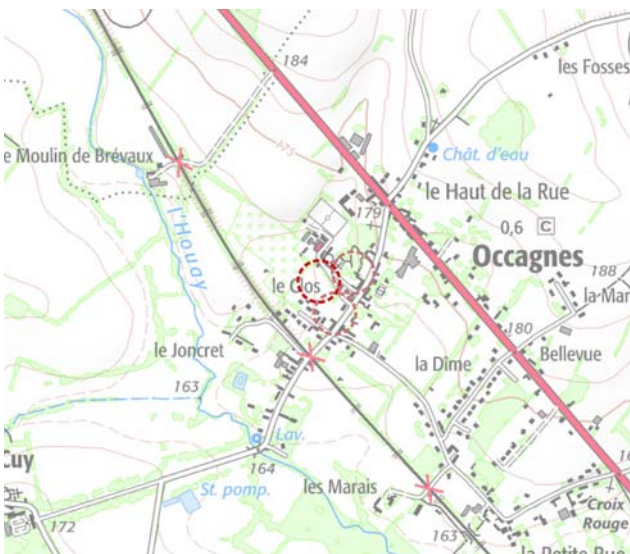 184
les Fosses
175
Moulin de Brévaux
Chât. d'eau
l'Houay
le Haut de la Rue
179
0,6 C
Occagnes
188
le Clos
la Mar
le Joncret
180
la Dîme
Bellevue
163
Lav.
Cuy
164
St. pomp.
les Marais
Croix
Rouge
172
163
la Petite Rue